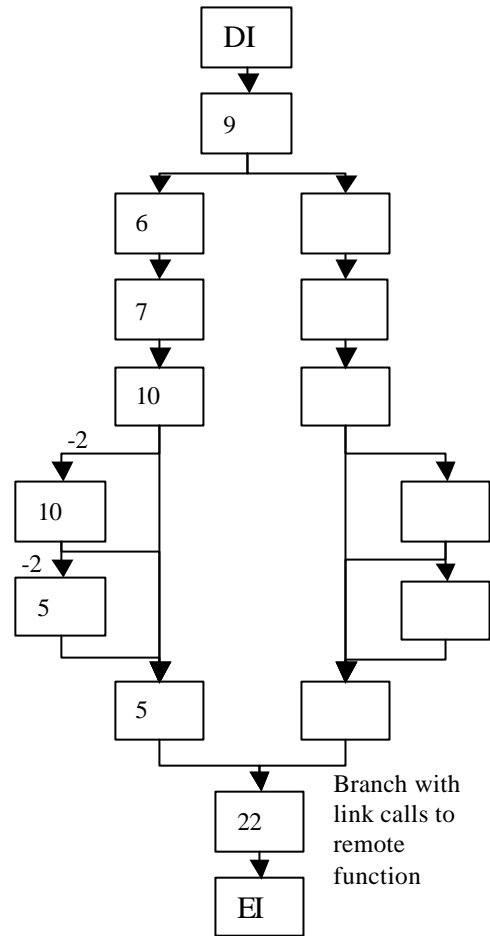 DI
9
6
7
10
-2
10
-2
5
5
Branch with
link calls to
remote
function
22
EI